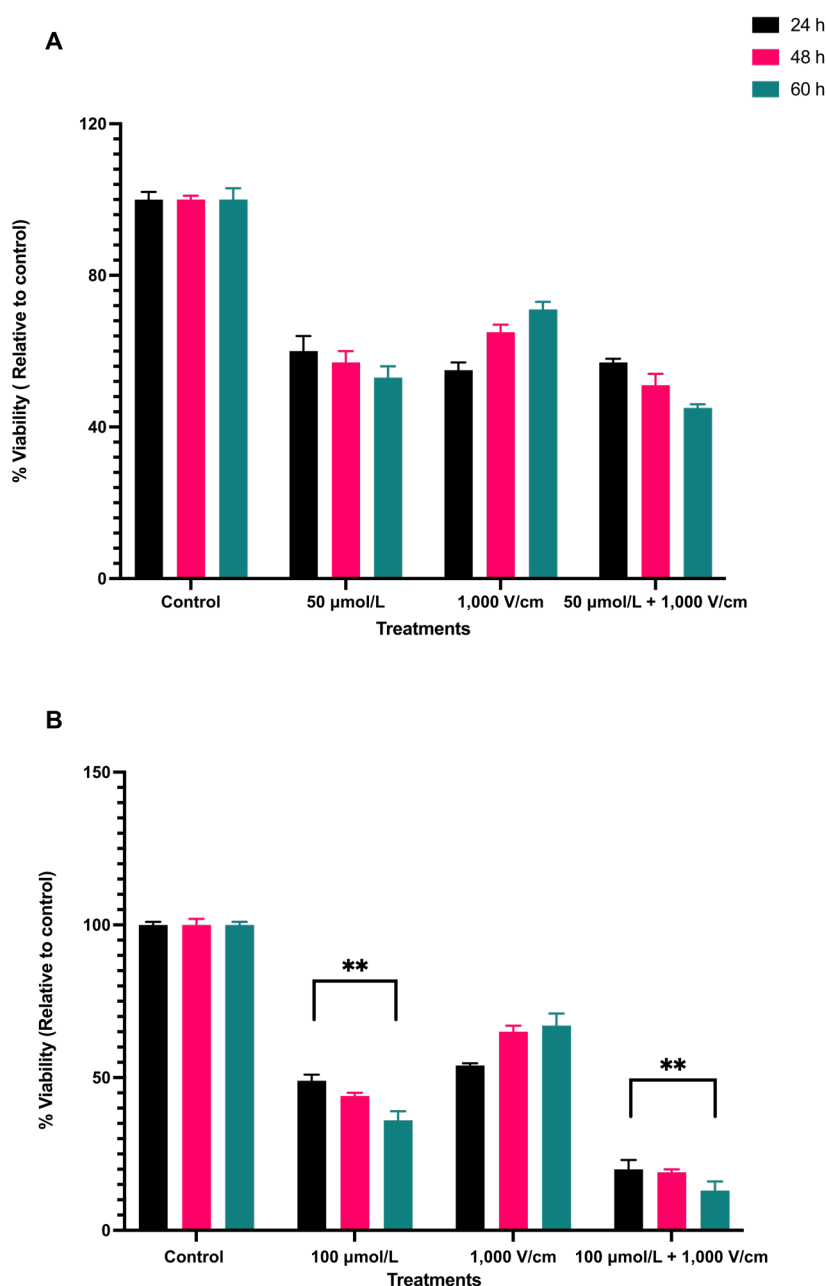 A
24 h
48 h
60 h
120
80
40
0
% Viability ( Relative to control)
Control
50 μmol/L
1,000 V/cm
50 μmol/L + 1,000 V/cm
Treatments
B
150
100
50
0
% Viability (Relative to control)
**
**
Control
100 μmol/L
1,000 V/cm
100 μmol/L + 1,000 V/cm
Treatments